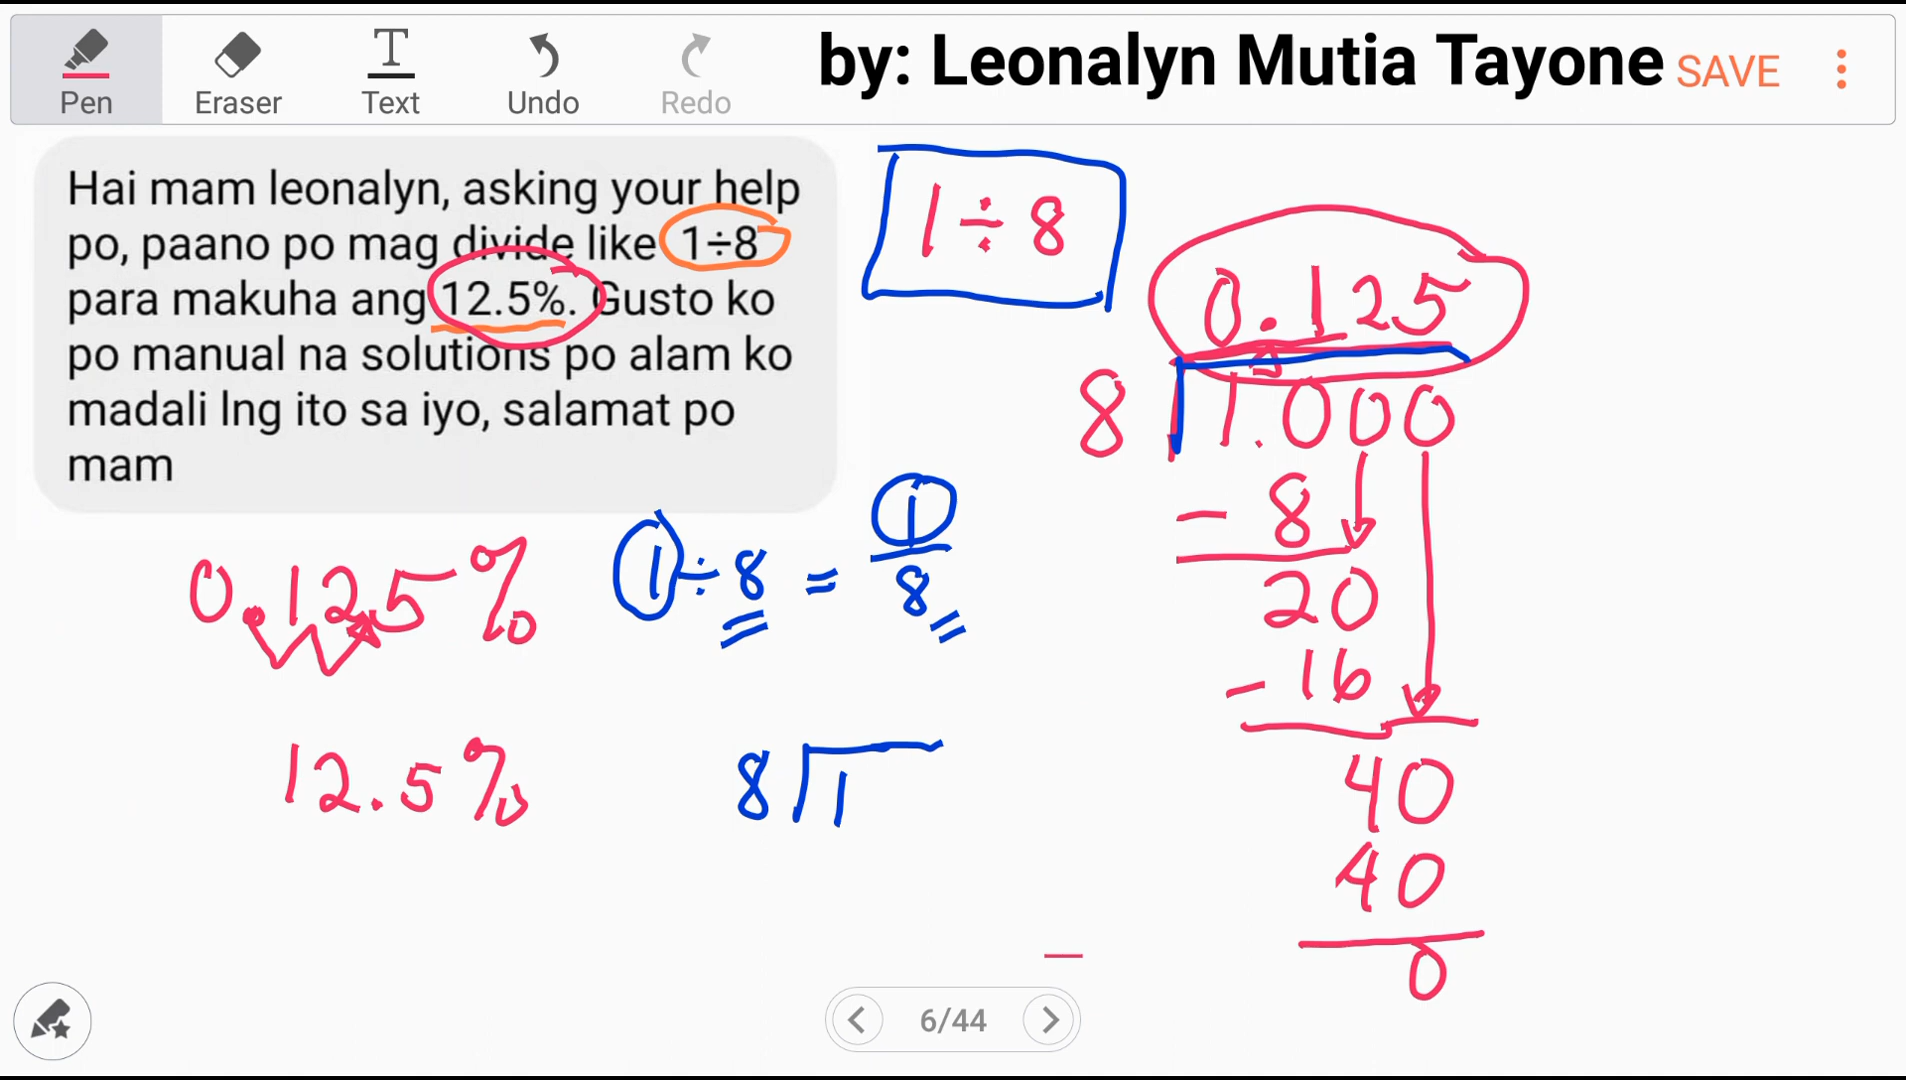 Pen
Eraser
Text
Undo
Redo
by: Leonalyn Mutia Tayone
SAVE
Hai mam leonalyn, asking your help
po, paano po mag divide like 1÷8
para makuha ang 12.5%. Gusto ko
po manual na solutions po alam ko
madali lng ito sa iyo, salamat po
mam
1 ÷ 8
0.125
8 1.000
- 8
20
- 16
40
40
0
0.12.5%
12.5%
1 ÷ 8 = 1/8
8 1
6/44